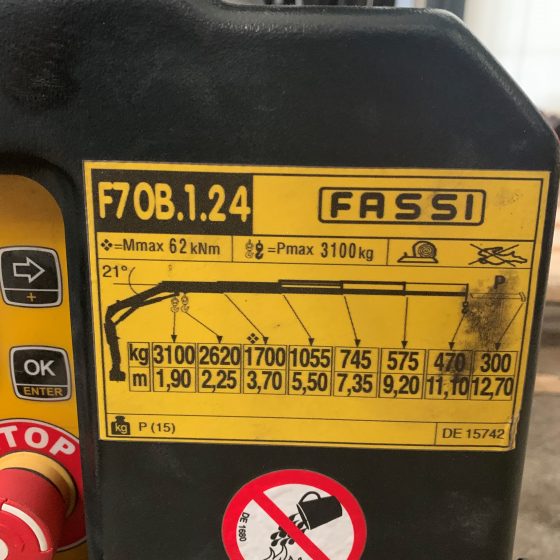 F70B.1.24 FASSI
=Mmax 62 kNm =Pmax 3100kg
21° P
kg 3100 2620 1700 1055 745 575 470 300
m 1,90 2,25 3,70 5,50 7,35 9,20 11,10 12,70
kg P (15) DE 15742
+
OK
ENTER
STOP
DE 1680